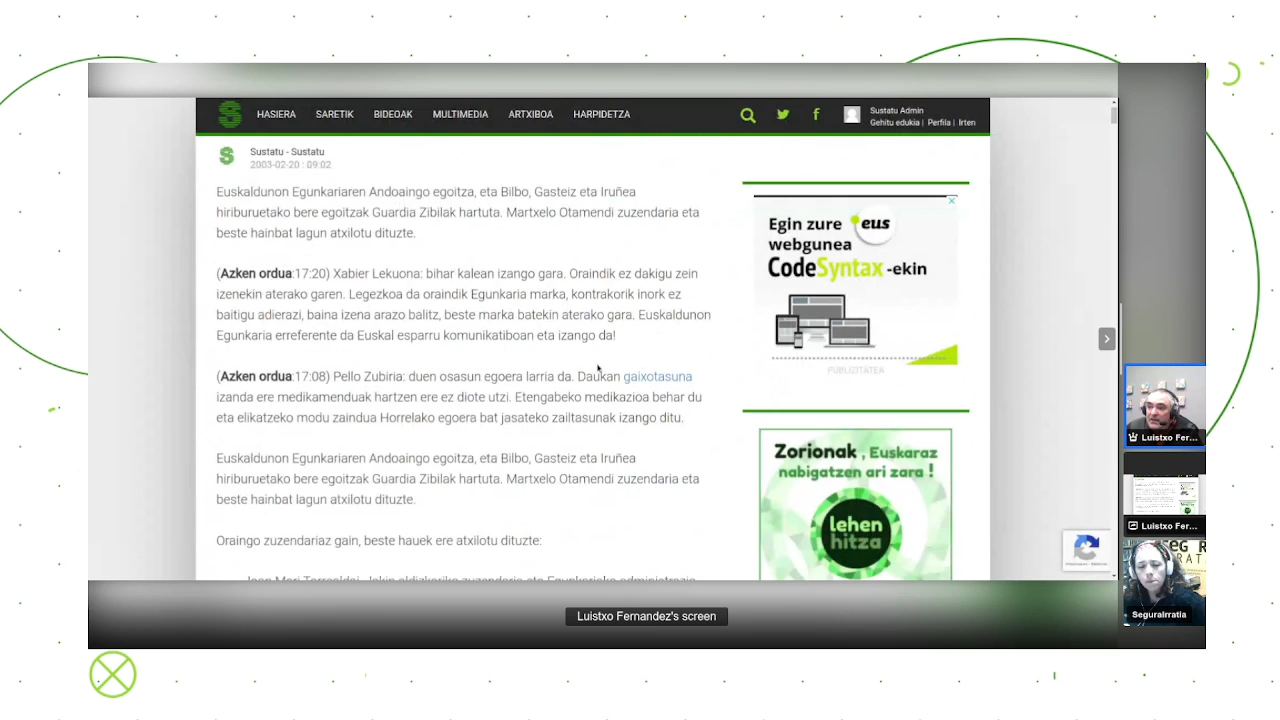 HASIERA SARETIK BIDEOAK MULTIMEDIA ARTXIBOA HARPIDETZA
Sustatu Admin
Gehitu edukia | Perfila | Irten
Sustatu - Sustatu
2003-02-20 : 09:02
Euskaldunon Egunkariaren Andoaingo egoitza, eta Bilbo, Gasteiz eta Iruñea
hiriburuetako bere egoitzak Guardia Zibilak hartuta. Martxelo Otamendi zuzendaria eta
beste hainbat lagun atxilotu dituzte.
(Azken ordua:17:20) Xabier Lekuona: bihar kalean izango gara. Oraindik ez dakigu zein
izenekin aterako garen. Legezkoa da oraindik Egunkaria marka, kontrakorik inork ez
baitigu adierazi, baina izena arazo balitz, beste marka batekin aterako gara. Euskaldunon
Egunkaria erreferente da Euskal esparru komunikatiboan eta izango da!
(Azken ordua:17:08) Pello Zubiria: duen osasun egoera larria da. Daukan gaixotasuna
izanda ere medikamenduak hartzen ere ez diote utzi. Etengabeko medikazioa behar du
eta elikatzeko modu zaindua Horrelako egoera bat jasateko zailtasunak izango ditu.
Euskaldunon Egunkariaren Andoaingo egoitza, eta Bilbo, Gasteiz eta Iruñea
hiriburuetako bere egoitzak Guardia Zibilak hartuta. Martxelo Otamendi zuzendaria eta
beste hainbat lagun atxilotu dituzte.
Oraingo zuzendariaz gain, beste hauek ere atxilotu dituzte:
Egin zure eus
webgunea
CodeSyntax -ekin
PUBLIZITATEA
Zorionak, Euskaraz
nabigatzen ari zara!
lehen
hitza
Luistxo Fer...
Luistxo Fer...
SeguraIrratia
Luistxo Fernandez's screen